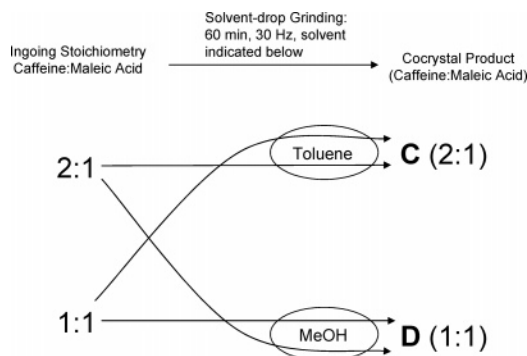 Solvent-drop Grinding:
60 min, 30 Hz, solvent
indicated below
Ingoing Stoichiometry
Caffeine:Maleic Acid
Cocrystal Product
(Caffeine:Maleic Acid)
Toluene
C (2:1)
2:1
1:1
MeOH
D (1:1)